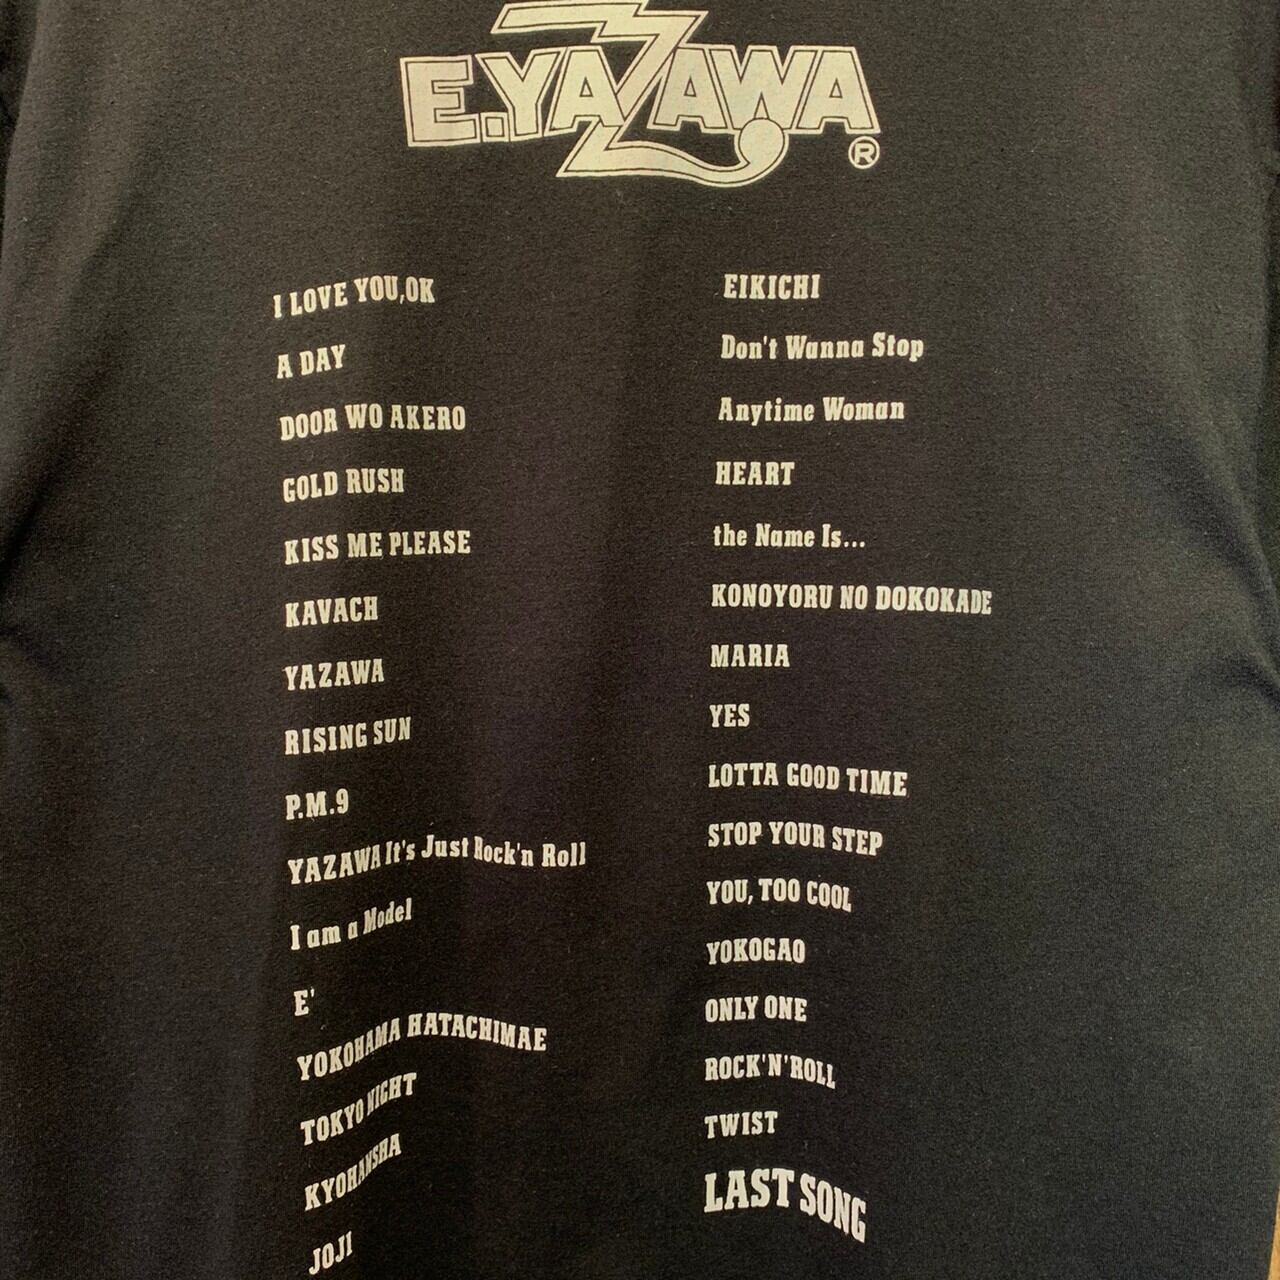 E.YAZAWA®
I LOVE YOU,OK
A DAY
DOOR WO AKERO
GOLD RUSH
KISS ME PLEASE
KAVACH
YAZAWA
RISING SUN
P.M.9
YAZAWA It's Just Rock'n Roll
I am a Model
E'
YOKOHAMA HATACHIMAE
TOKYO NIGHT
KYOHANSHA
JOJI
EIKICHI
Don't Wanna Stop
Anytime Woman
HEART
the Name Is...
KONOYORU NO DOKOKADE
MARIA
YES
LOTTA GOOD TIME
STOP YOUR STEP
YOU, TOO COOL
YOKOGAO
ONLY ONE
ROCK'N'ROLL
TWIST
LAST SONG